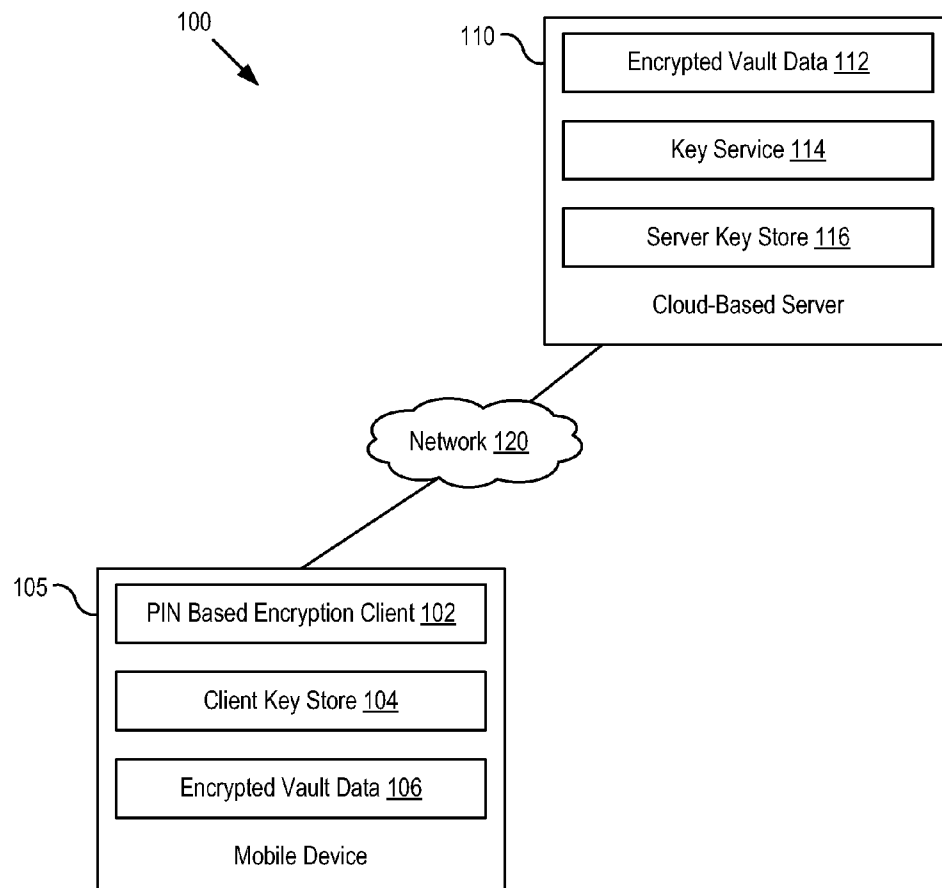 100
110
Encrypted Vault Data 112
Key Service 114
Server Key Store 116
Cloud-Based Server
Network 120
105
PIN Based Encryption Client 102
Client Key Store 104
Encrypted Vault Data 106
Mobile Device